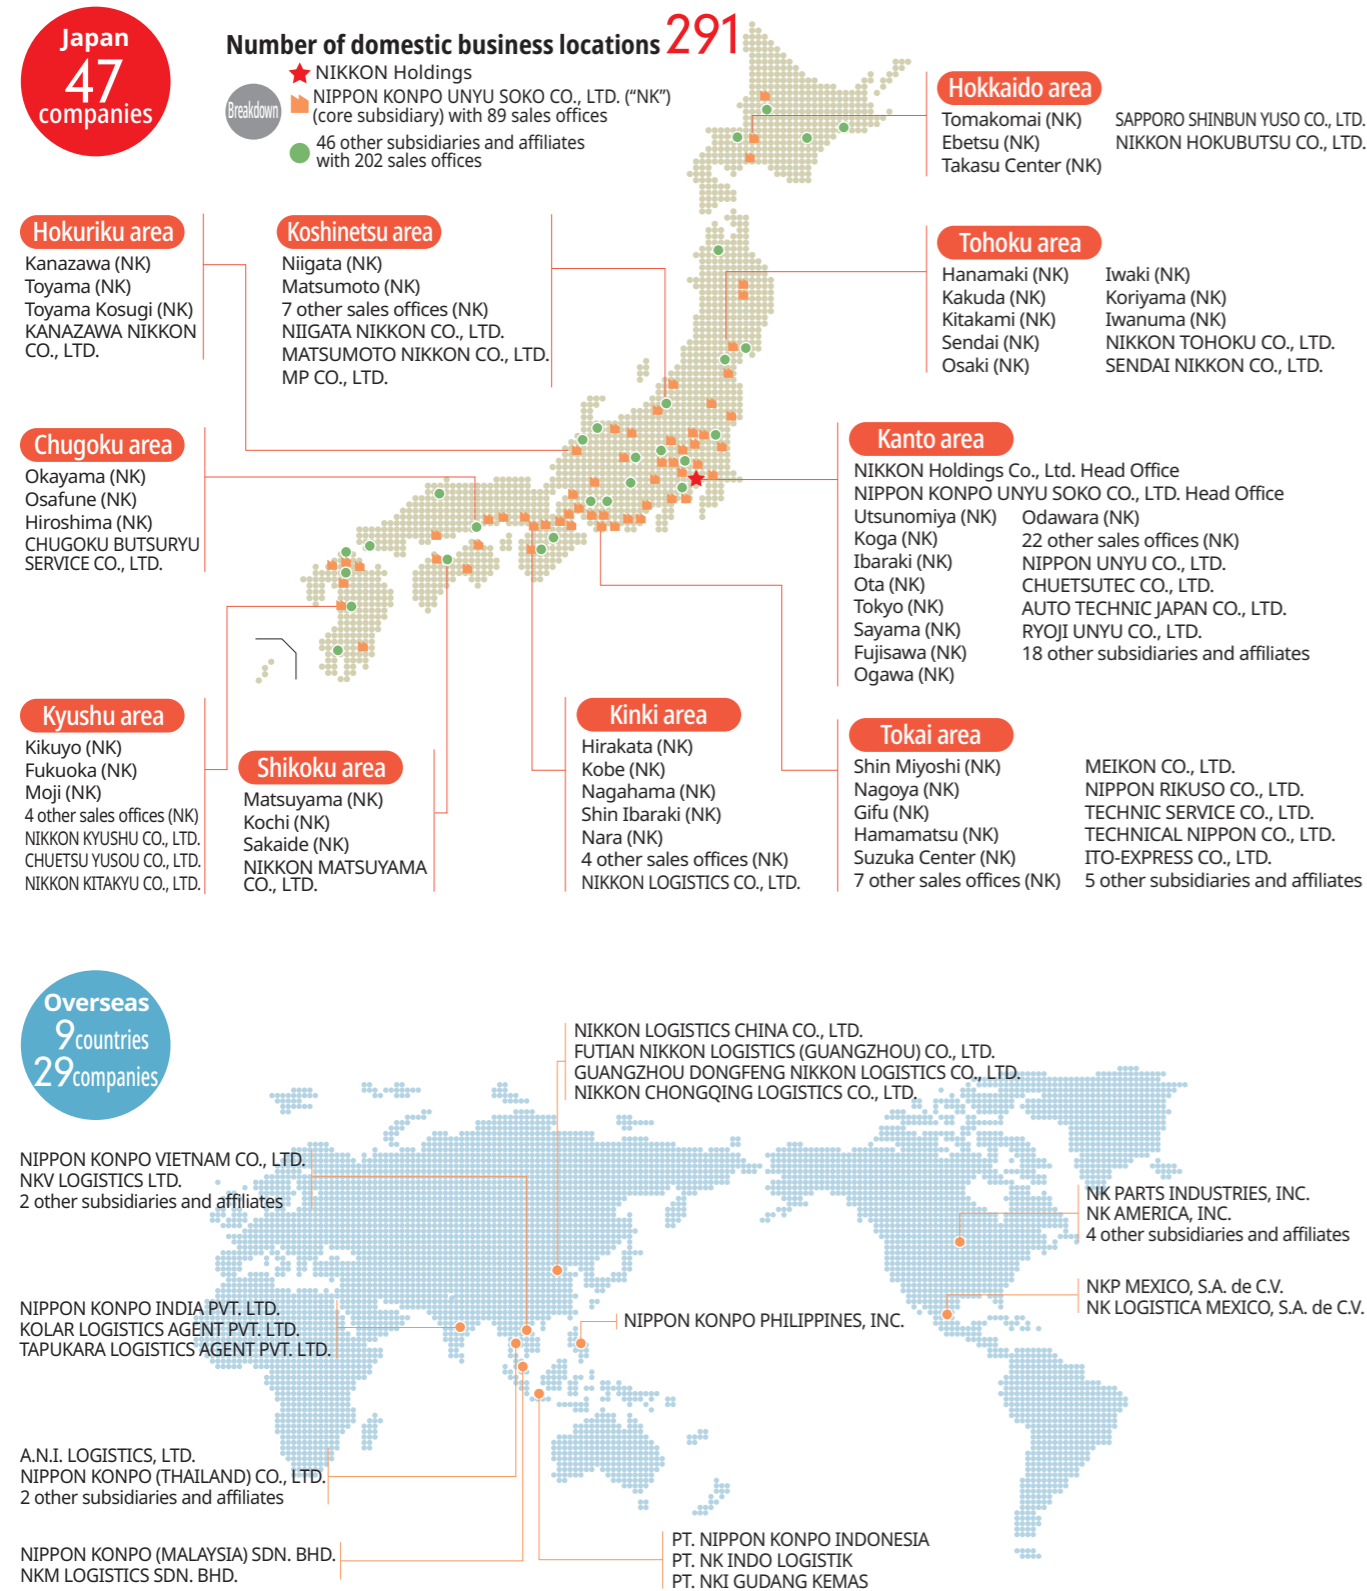 Japan
47
companies
Number of domestic business locations 291
Breakdown
NIKKON Holdings
NIPPON KONPO UNYU SOKO CO., LTD. (“NK”)
(core subsidiary) with 89 sales offices
46 other subsidiaries and affiliates
with 202 sales offices
Hokkaido area
Tomakomai (NK)
Ebetsu (NK)
Takasu Center (NK)
SAPPORO SHINBUN YUSO CO., LTD.
NIKKON HOKUBUTSU CO., LTD.
Hokuriku area
Kanazawa (NK)
Toyama (NK)
Toyama Kosugi (NK)
KANAZAWA NIKKON
CO., LTD.
Koshinetsu area
Niigata (NK)
Matsumoto (NK)
7 other sales offices (NK)
NIIGATA NIKKON CO., LTD.
MATSUMOTO NIKKON CO., LTD.
MP CO., LTD.
Tohoku area
Hanamaki (NK)
Kakuda (NK)
Kitakami (NK)
Sendai (NK)
Osaki (NK)
Iwaki (NK)
Koriyama (NK)
Iwanuma (NK)
NIKKON TOHOKU CO., LTD.
SENDAI NIKKON CO., LTD.
Chugoku area
Okayama (NK)
Osafune (NK)
Hiroshima (NK)
CHUGOKU BUTSURYU
SERVICE CO., LTD.
Kanto area
NIKKON Holdings Co., Ltd. Head Office
NIPPON KONPO UNYU SOKO CO., LTD. Head Office
Utsunomiya (NK)
Koga (NK)
Ibaraki (NK)
Ota (NK)
Tokyo (NK)
Sayama (NK)
Fujisawa (NK)
Ogawa (NK)
Odawara (NK)
22 other sales offices (NK)
NIPPON UNYU CO., LTD.
CHUETSUTEC CO., LTD.
AUTO TECHNIC JAPAN CO., LTD.
RYOJI UNYU CO., LTD.
18 other subsidiaries and affiliates
Kyushu area
Kikuyo (NK)
Fukuoka (NK)
Moji (NK)
4 other sales offices (NK)
NIKKON KYUSHU CO., LTD.
CHUETSU YUSOU CO., LTD.
NIKKON KITAKYU CO., LTD.
Shikoku area
Matsuyama (NK)
Kochi (NK)
Sakaide (NK)
NIKKON MATSUYAMA
CO., LTD.
Kinki area
Hirakata (NK)
Kobe (NK)
Nagahama (NK)
Shin Ibaraki (NK)
Nara (NK)
4 other sales offices (NK)
NIKKON LOGISTICS CO., LTD.
Tokai area
Shin Miyoshi (NK)
Nagoya (NK)
Gifu (NK)
Hamamatsu (NK)
Suzuka Center (NK)
7 other sales offices (NK)
MEIKON CO., LTD.
NIPPON RIKUSO CO., LTD.
TECHNIC SERVICE CO., LTD.
TECHNICAL NIPPON CO., LTD.
ITO-EXPRESS CO., LTD.
5 other subsidiaries and affiliates
Overseas
9 countries
29 companies
NIKKON LOGISTICS CHINA CO., LTD.
FUTIAN NIKKON LOGISTICS (GUANGZHOU) CO., LTD.
GUANGZHOU DONGFENG NIKKON LOGISTICS CO., LTD.
NIKKON CHONGQING LOGISTICS CO., LTD.
NIPPON KONPO VIETNAM CO., LTD.
NKV LOGISTICS LTD.
2 other subsidiaries and affiliates
NK PARTS INDUSTRIES, INC.
NK AMERICA, INC.
4 other subsidiaries and affiliates
NKP MEXICO, S.A. de C.V.
NK LOGISTICA MEXICO, S.A. de C.V.
NIPPON KONPO INDIA PVT. LTD.
KOLAR LOGISTICS AGENT PVT. LTD.
TAPUKARA LOGISTICS AGENT PVT. LTD.
NIPPON KONPO PHILIPPINES, INC.
A.N.I. LOGISTICS, LTD.
NIPPON KONPO (THAILAND) CO., LTD.
2 other subsidiaries and affiliates
NIPPON KONPO (MALAYSIA) SDN. BHD.
NKM LOGISTICS SDN. BHD.
PT. NIPPON KONPO INDONESIA
PT. NK INDO LOGISTIK
PT. NKI GUDANG KEMAS